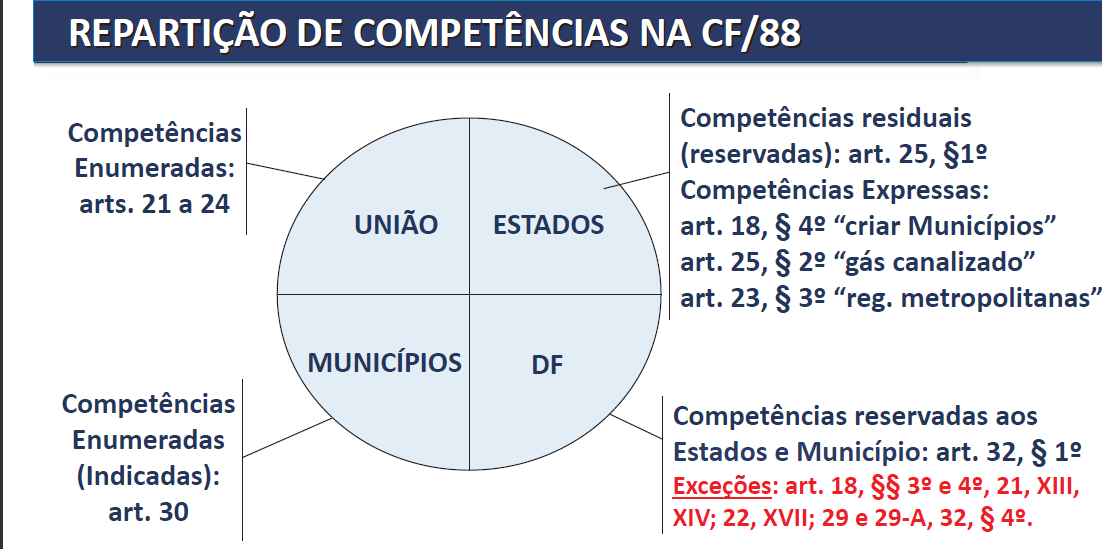 REPARTIÇÃO DE COMPETÊNCIAS NA CF/88
Competências
Enumeradas:
arts. 21 a 24
Competências residuais
(reservadas): art. 25, §1º
Competências Expressas:
art. 18, § 4º “criar Municípios”
art. 25, § 2º “gás canalizado”
art. 23, § 3º “reg. metropolitanas”
UNIÃO
ESTADOS
MUNICÍPIOS
DF
Competências
Enumeradas
(Indicadas):
art. 30
Competências reservadas aos
Estados e Município: art. 32, § 1º
Exceções: art. 18, §§ 3º e 4º, 21, XIII,
XIV; 22, XVII; 29 e 29-A, 32, § 4º.